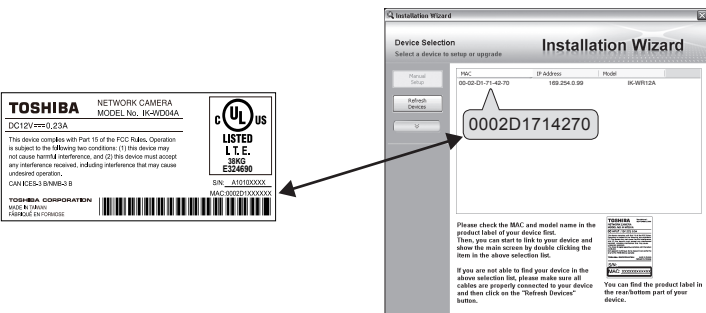 TOSHIBA
NETWORK CAMERA
MODEL No. IK-WD04A
DC12V⎓0,23A
This device complies with Part 15 of the FCC Rules. Operation
is subject to the following two conditions: (1) this device may
not cause harmful interference, and (2) this device must accept
any interference received, including interference that may cause
undesired operation.
CAN ICES-3 B/NMB-3 B
TOSHIBA CORPORATION
MADE IN TAIWAN
FABRIQUÉ EN FORMOSE
C UL US
LISTED
I. T. E.
38KG
E324690
S/N: A1010XXXX
MAC:0002D1XXXXXX
Installation Wizard
Device Selection
Select a device to setup or upgrade
Installation Wizard
Manual
Setup
Refresh
Devices
MAC IP Address Model
00-02-D1-71-42-70 169.254.0.99 IK-WR12A
0002D1714270
Please check the MAC and model name in the
product label of your device first.
Then, you can start to link to your device and
show the main screen by double clicking the
item in the above selection list.
If you are not able to find your device in the
above selection list, please make sure all
cables are properly connected to your device
and then click on the "Refresh Devices"
button.
TOSHIBA
S/N:
MAC: XXXXXXXXXXXX
You can find the product label in
the rear/bottom part of your
device.